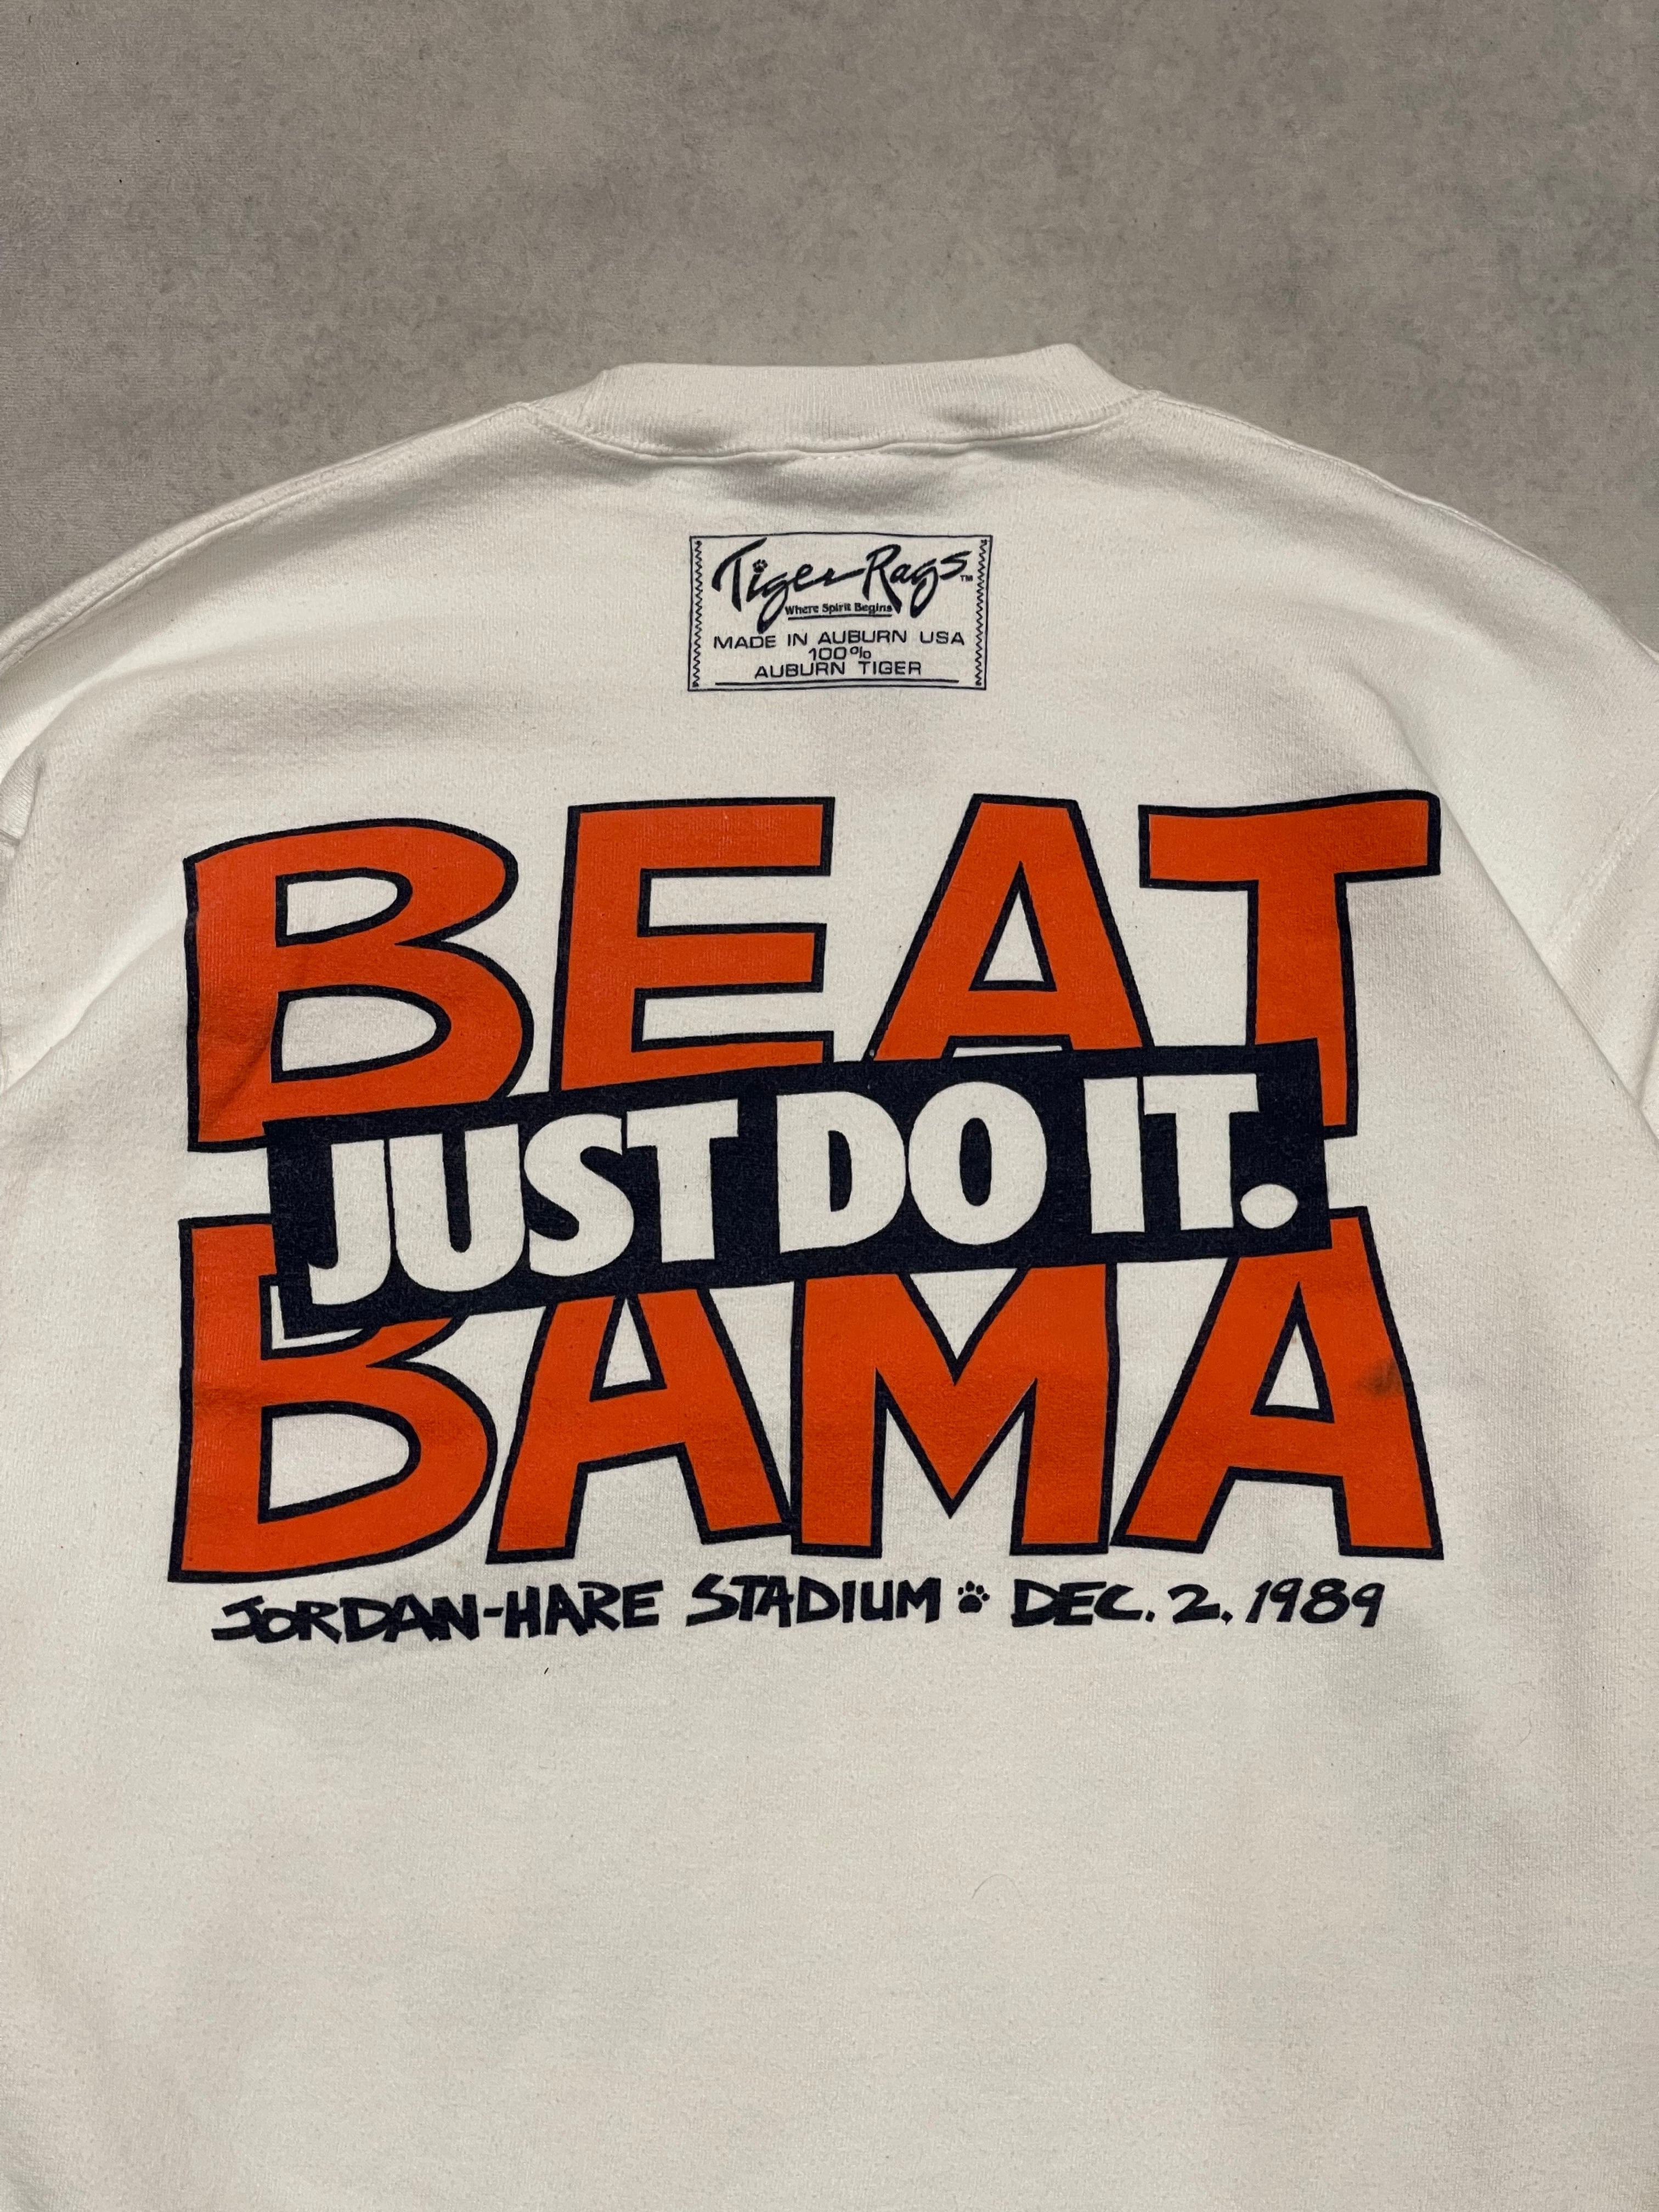 Tiger Rags™
Where Spirit Begins
MADE IN AUBURN USA
100%
AUBURN TIGER
BEAT
JUST DO IT.
BAMA
JORDAN-HARE STADIUM DEC. 2, 1989